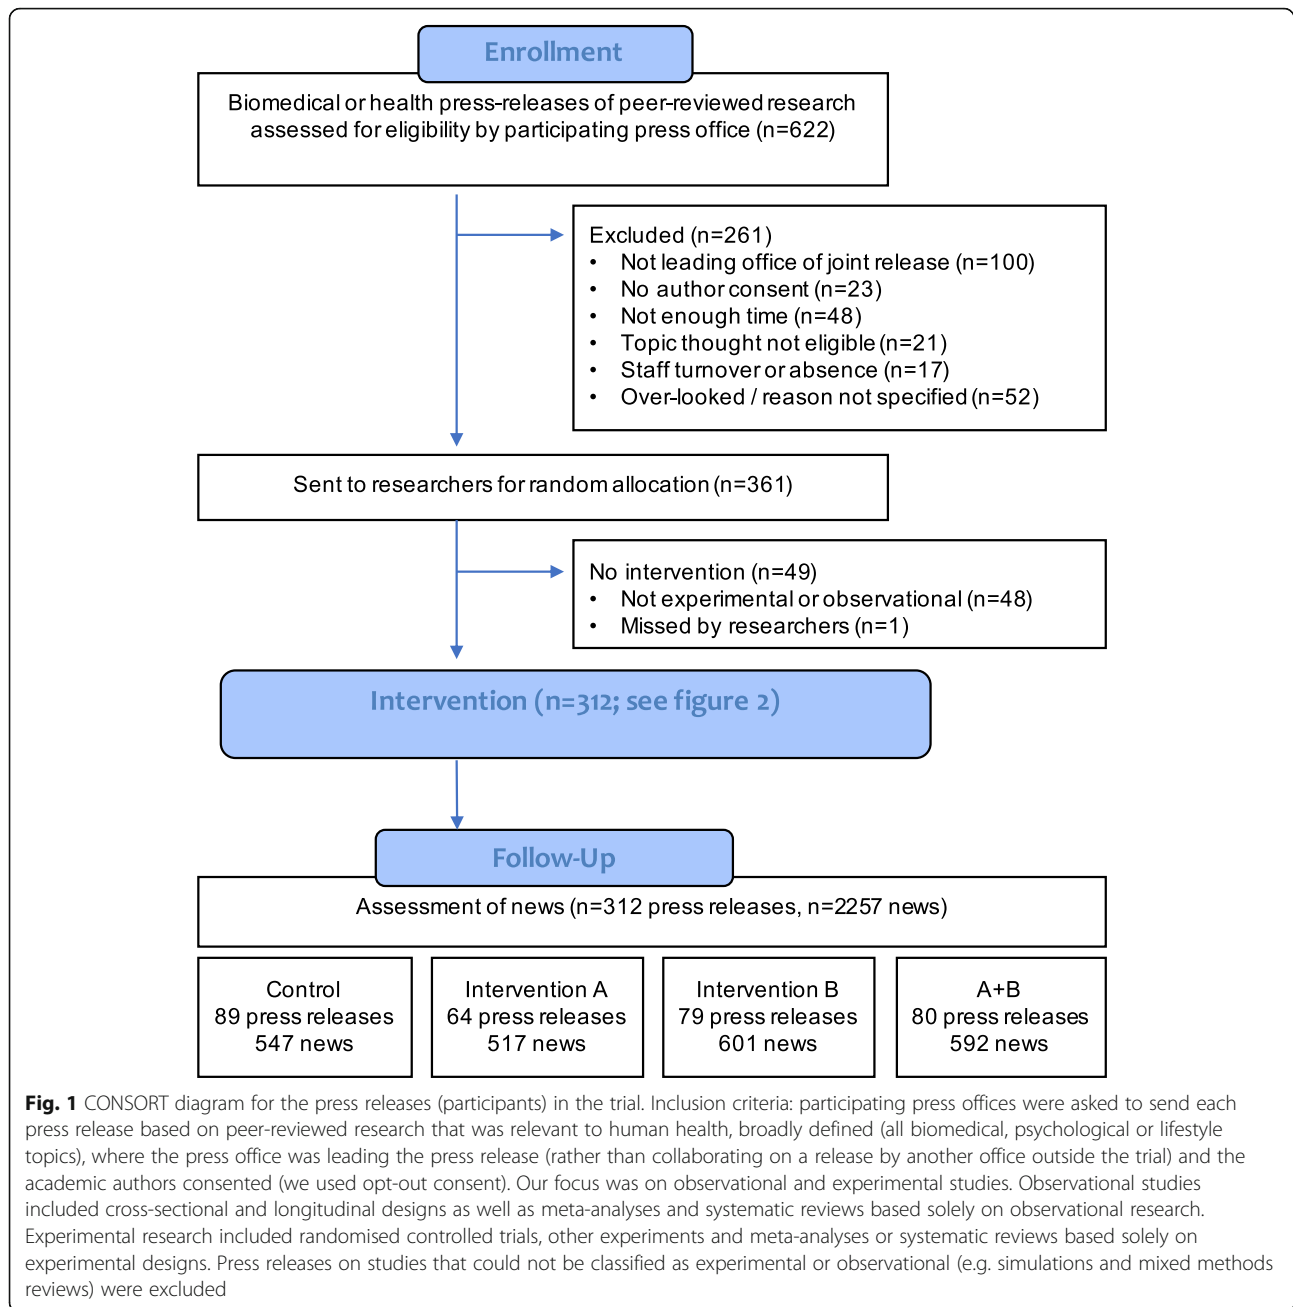 Enrollment
Biomedical or health press-releases of peer-reviewed research
assessed for eligibility by participating press office (n=622)
Excluded (n=261)
• Not leading office of joint release (n=100)
• No author consent (n=23)
• Not enough time (n=48)
• Topic thought not eligible (n=21)
• Staff turnover or absence (n=17)
• Over-looked / reason not specified (n=52)
Sent to researchers for random allocation (n=361)
No intervention (n=49)
• Not experimental or observational (n=48)
• Missed by researchers (n=1)
Intervention (n=312; see figure 2)
Follow-Up
Assessment of news (n=312 press releases, n=2257 news)
Control
89 press releases
547 news
Intervention A
64 press releases
517 news
Intervention B
79 press releases
601 news
A+B
80 press releases
592 news
Fig. 1 CONSORT diagram for the press releases (participants) in the trial. Inclusion criteria: participating press offices were asked to send each
press release based on peer-reviewed research that was relevant to human health, broadly defined (all biomedical, psychological or lifestyle
topics), where the press office was leading the press release (rather than collaborating on a release by another office outside the trial) and the
academic authors consented (we used opt-out consent). Our focus was on observational and experimental studies. Observational studies
included cross-sectional and longitudinal designs as well as meta-analyses and systematic reviews based solely on observational research.
Experimental research included randomised controlled trials, other experiments and meta-analyses or systematic reviews based solely on
experimental designs. Press releases on studies that could not be classified as experimental or observational (e.g. simulations and mixed methods
reviews) were excluded